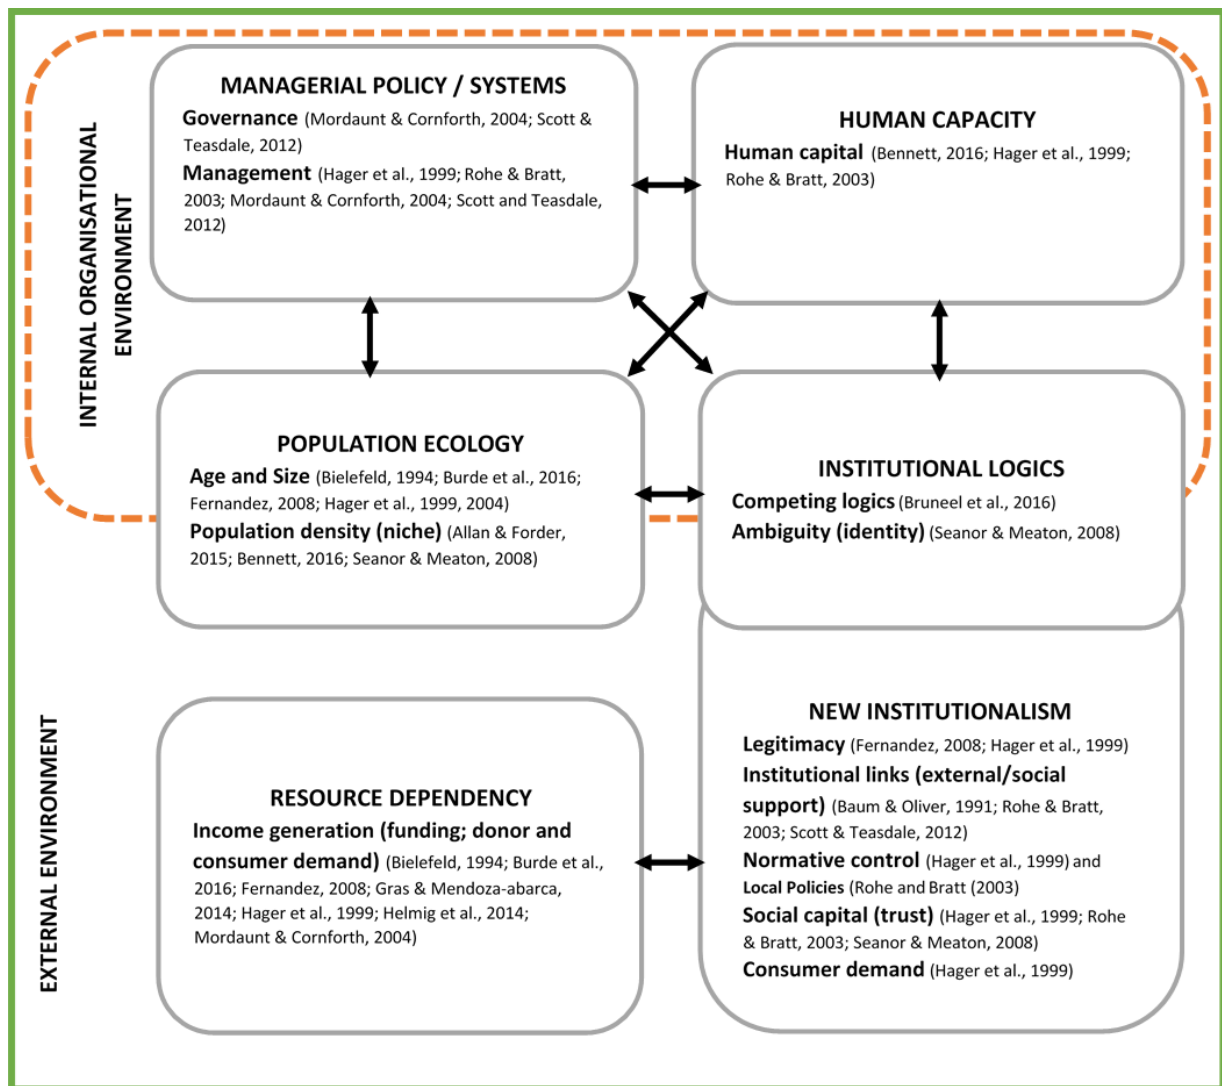 INTERNAL ORGANISATIONAL
ENVIRONMENT
MANAGERIAL POLICY / SYSTEMS
Governance (Mordaunt & Cornforth, 2004; Scott &
Teasdale, 2012)
Management (Hager et al., 1999; Rohe & Bratt,
2003; Mordaunt & Cornforth, 2004; Scott and Teasdale,
2012)
HUMAN CAPACITY
Human capital (Bennett, 2016; Hager et al., 1999;
Rohe & Bratt, 2003)
POPULATION ECOLOGY
Age and Size (Bielefeld, 1994; Burde et al., 2016;
Fernandez, 2008; Hager et al., 1999, 2004)
Population density (niche) (Allan & Forder,
2015; Bennett, 2016; Seanor & Meaton, 2008)
INSTITUTIONAL LOGICS
Competing logics (Bruneel et al., 2016)
Ambiguity (identity) (Seanor & Meaton, 2008)
EXTERNAL ENVIRONMENT
RESOURCE DEPENDENCY
Income generation (funding; donor and
consumer demand) (Bielefeld, 1994; Burde et al.,
2016; Fernandez, 2008; Gras & Mendoza-abarca,
2014; Hager et al., 1999; Helmig et al., 2014;
Mordaunt & Cornforth, 2004)
NEW INSTITUTIONALISM
Legitimacy (Fernandez, 2008; Hager et al., 1999)
Institutional links (external/social
support) (Baum & Oliver, 1991; Rohe & Bratt,
2003; Scott & Teasdale, 2012)
Normative control (Hager et al., 1999) and
Local Policies (Rohe and Bratt (2003)
Social capital (trust) (Hager et al., 1999; Rohe
& Bratt, 2003; Seanor & Meaton, 2008)
Consumer demand (Hager et al., 1999)